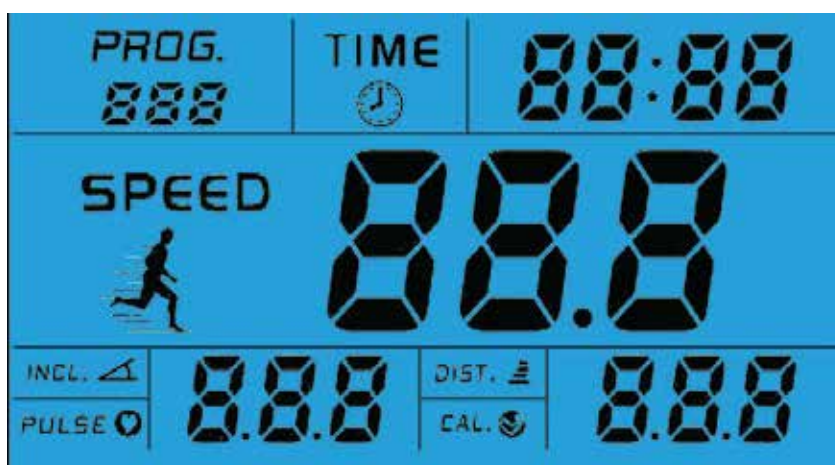 PROG.
888
TIME
88:88
SPEED
88.8
INCL.
PULSE
8.8.8
DIST.
CAL.
8.8.8